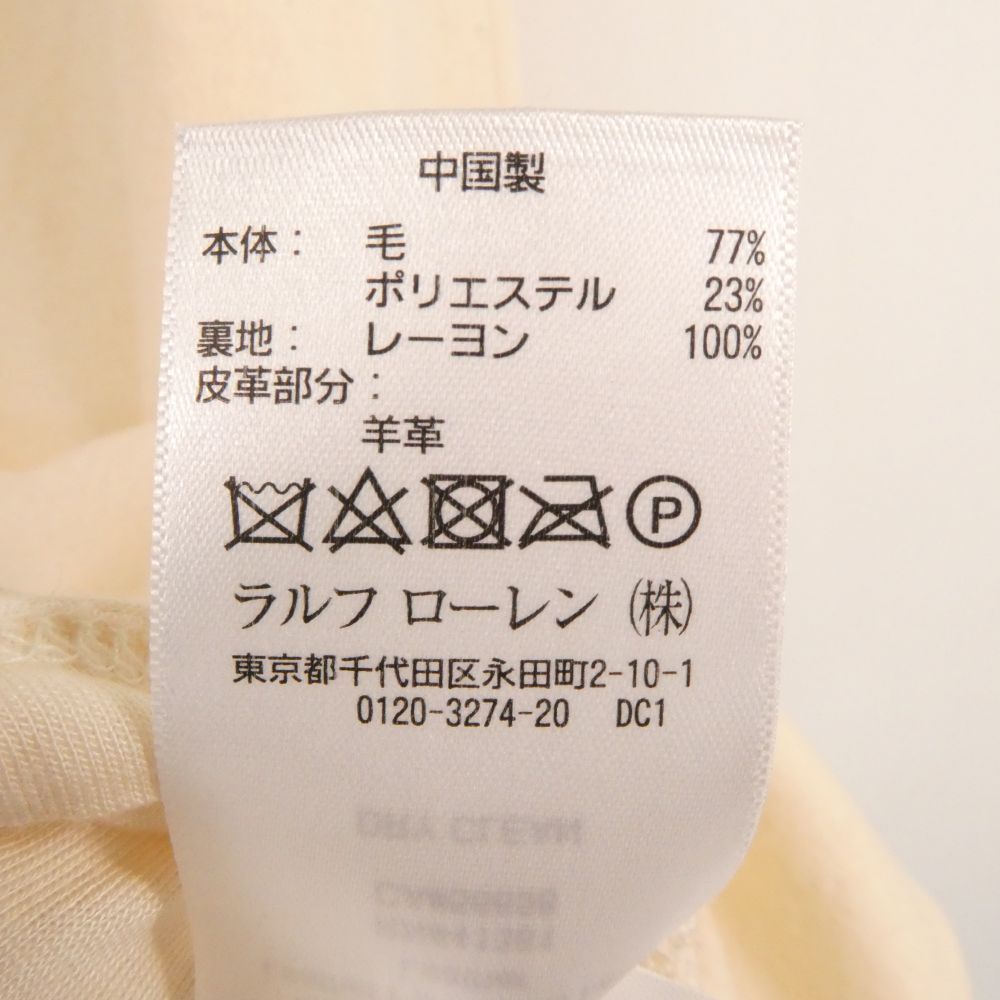 中国製
本体： 毛 77%
ポリエステル 23%
裏地： レーヨン 100%
皮革部分：
羊革
P
ラルフ ローレン ㈱
東京都千代田区永田町2-10-1
0120-3274-20 DC1
DRY CLEAN